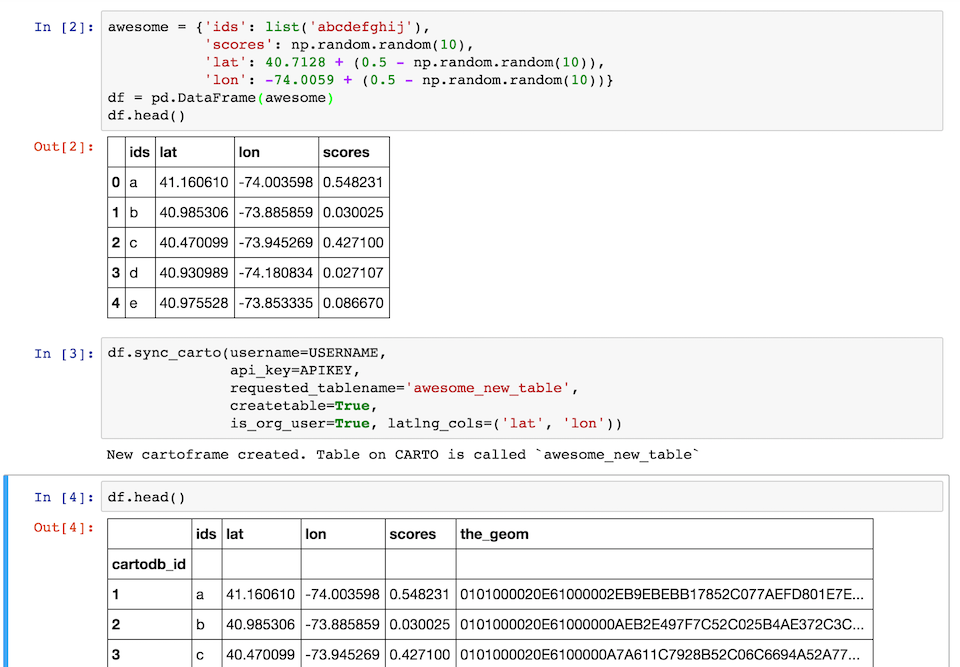 In [2]: awesome = {'ids': list('abcdefghij'),
'scores': np.random.random(10),
'lat': 40.7128 + (0.5 - np.random.random(10)),
'lon': -74.0059 + (0.5 - np.random.random(10))}
df = pd.DataFrame(awesome)
df.head()
Out[2]:
ids lat lon scores
0 a 41.160610 -74.003598 0.548231
1 b 40.985306 -73.885859 0.030025
2 c 40.470099 -73.945269 0.427100
3 d 40.930989 -74.180834 0.027107
4 e 40.975528 -73.853335 0.086670
In [3]: df.sync_carto(username=USERNAME,
api_key=APIKEY,
requested_tablename='awesome_new_table',
createtable=True,
is_org_user=True, latlng_cols=('lat', 'lon'))
New cartoframe created. Table on CARTO is called `awesome_new_table`
In [4]: df.head()
Out[4]:
ids lat lon scores the_geom
cartodb_id
1 a 41.160610 -74.003598 0.548231 0101000020E61000002EB9EBEBB17852C077AEFD801E7E...
2 b 40.985306 -73.885859 0.030025 0101000020E61000000AEB2E497F7C52C025B4AE372C3C...
3 c 40.470099 -73.945269 0.427100 0101000020E6100000A7A611C7928B52C06C6694A52A77...